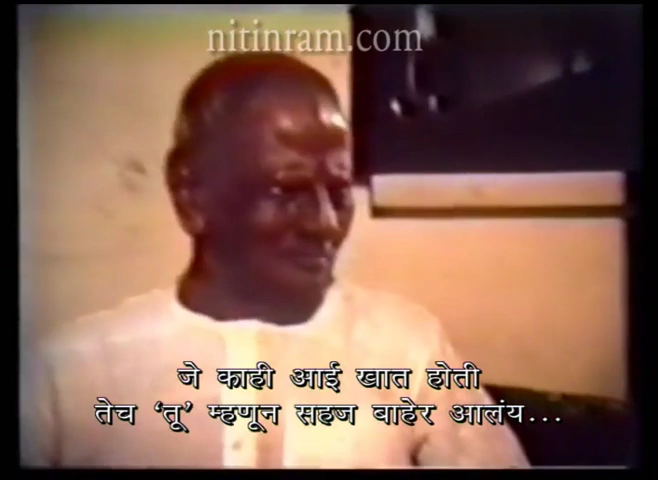 nitinram.com
जे काही आई खात होती
तेच ‘तू’ म्हणून सहज बाहेर आलंय...